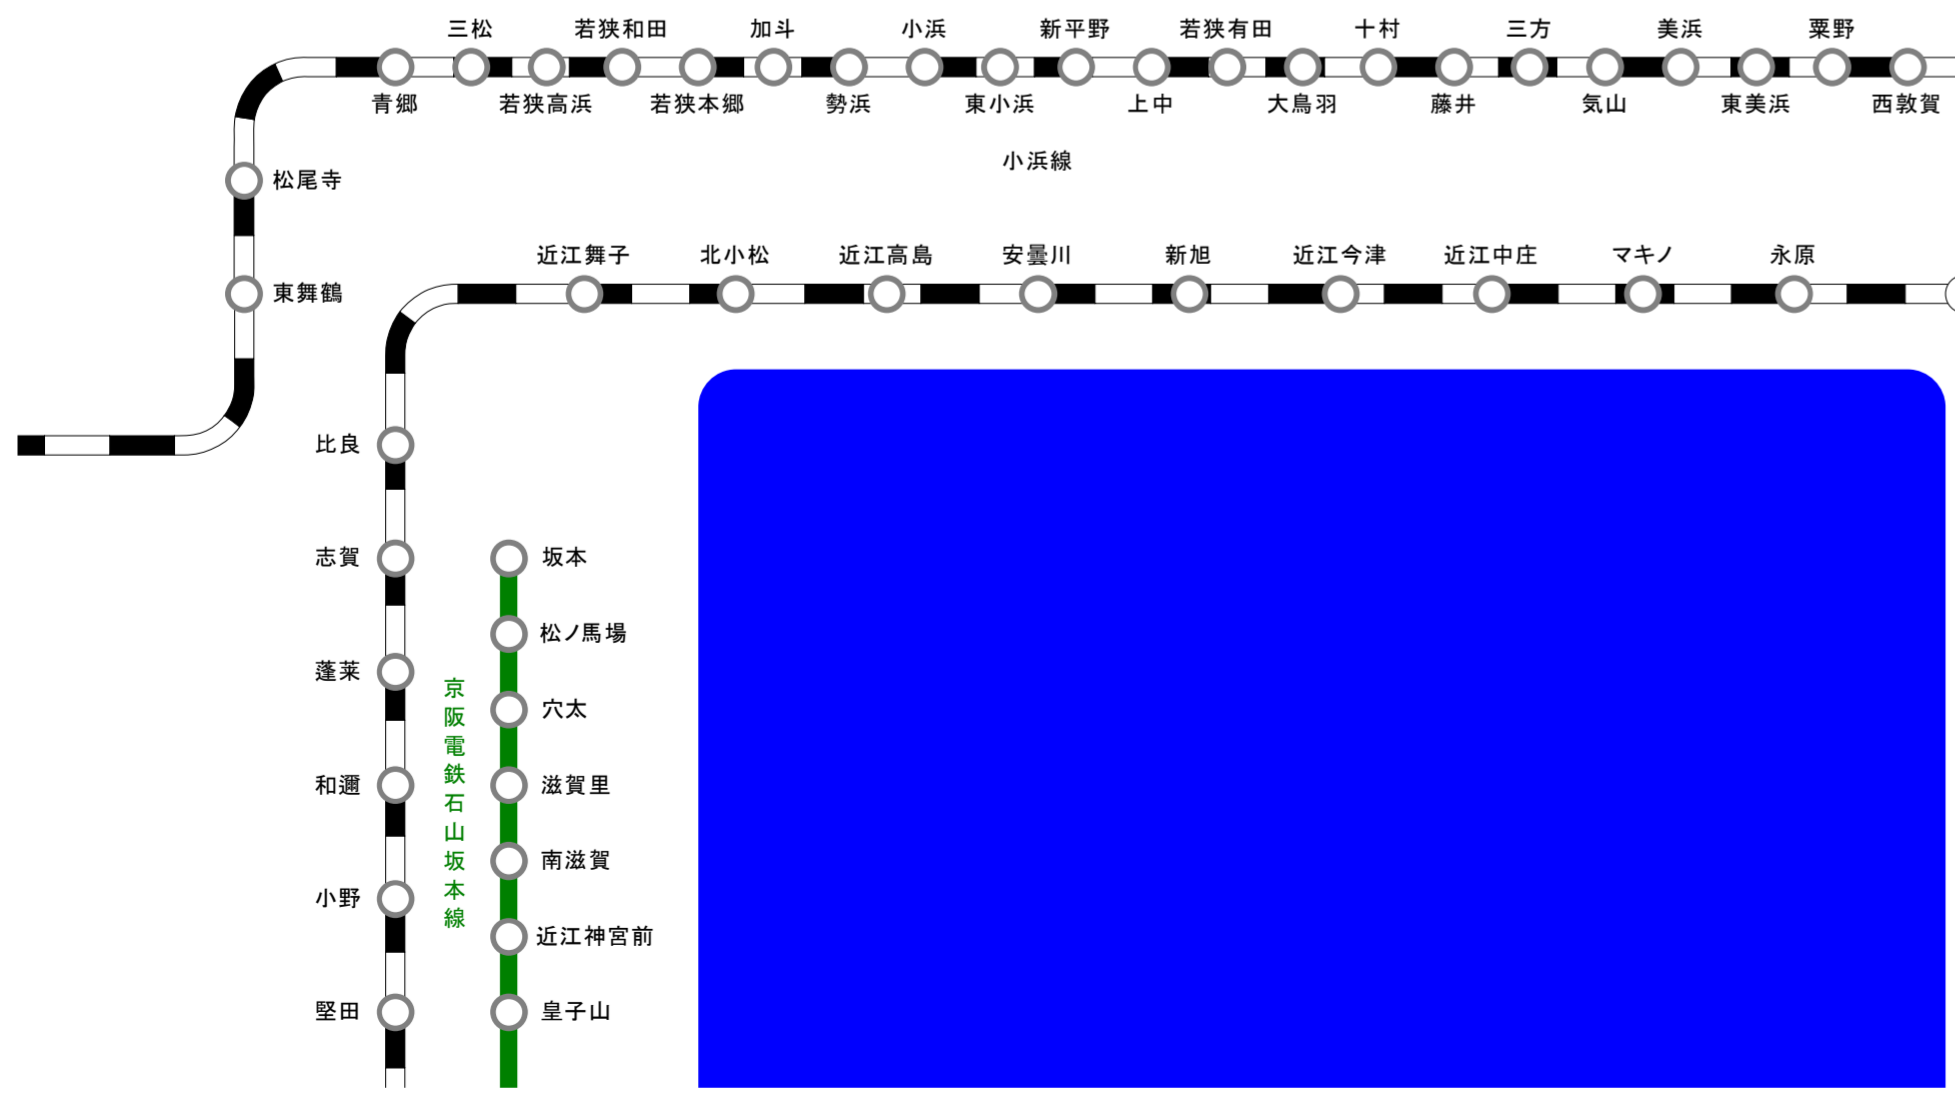 三松
若狭和田
加斗
小浜
新平野
若狭有田
十村
三方
美浜
粟野
青郷
若狭高浜
若狭本郷
勢浜
東小浜
上中
大鳥羽
藤井
気山
東美浜
西敦賀
小浜線
松尾寺
東舞鶴
近江舞子
北小松
近江高島
安曇川
新旭
近江今津
近江中庄
マキノ
永原
比良
志賀
蓬莱
和邇
小野
堅田
京阪電鉄石山坂本線
坂本
松ノ馬場
穴太
滋賀里
南滋賀
近江神宮前
皇子山